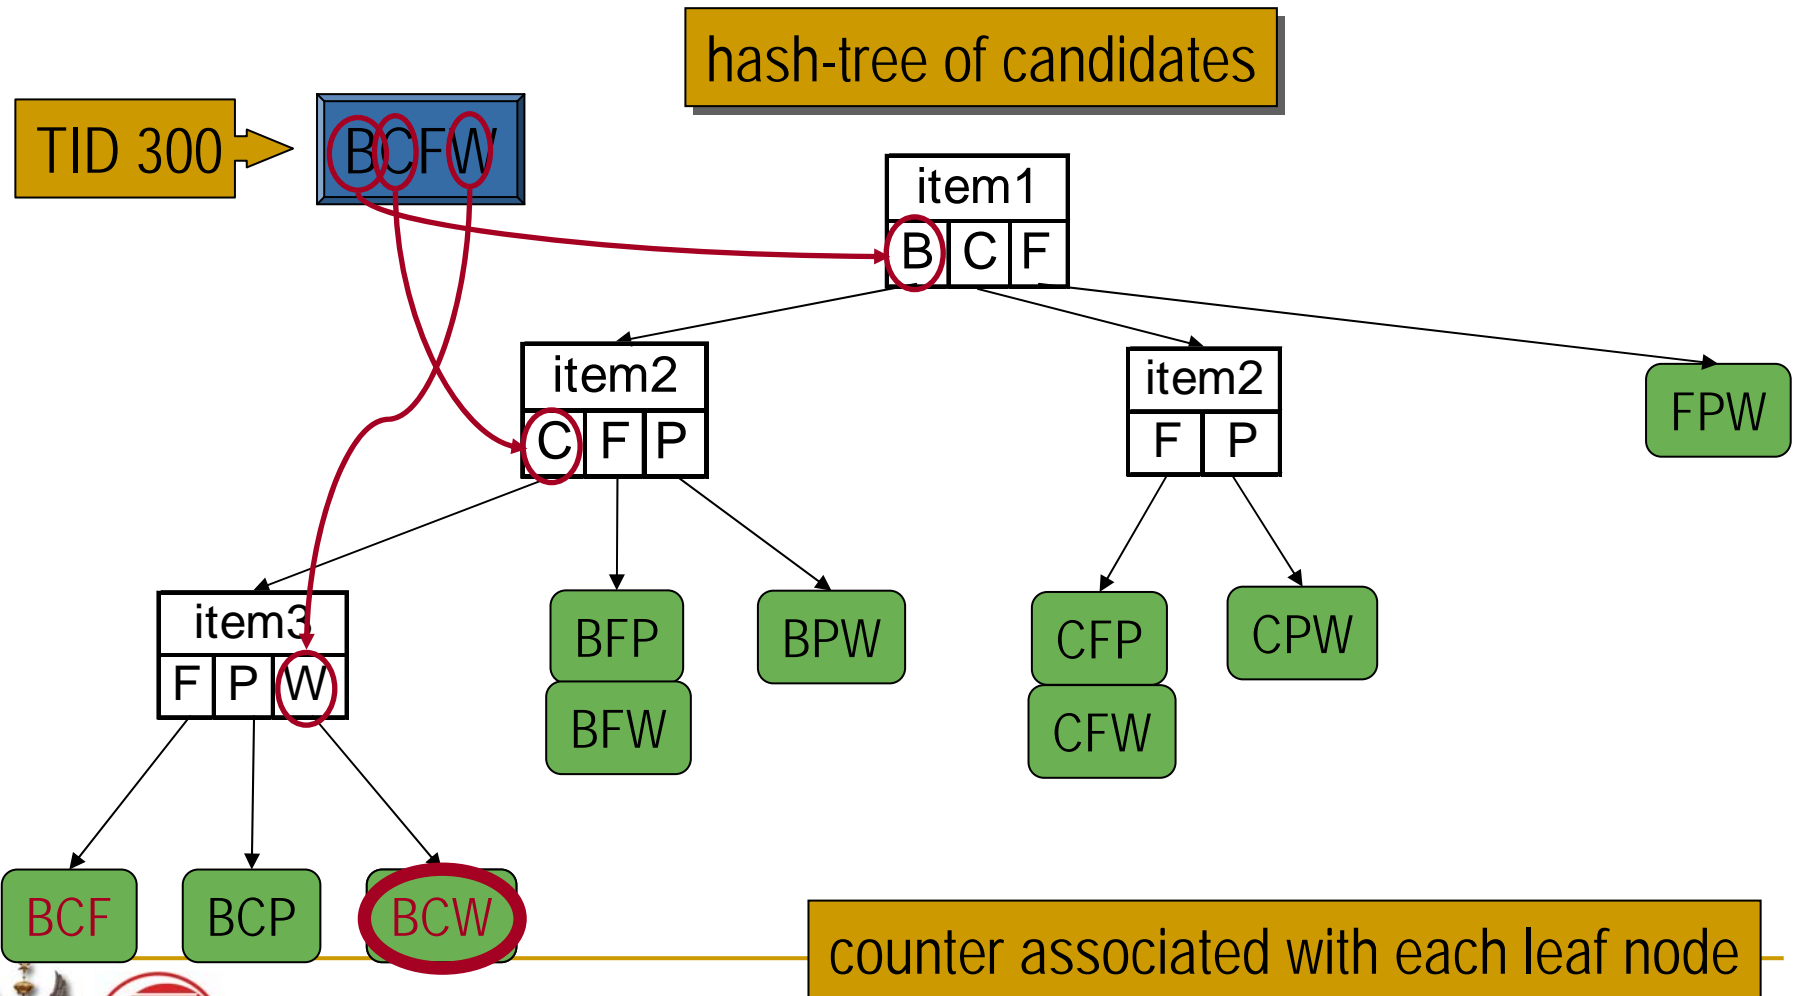 hash-tree of candidates
TID 300
BCFW
item1
B C F
item2
C F P
item2
F P
FPW
item3
F P W
BFP
BFW
BPW
CFP
CFW
CPW
BCF
BCP
BCW
counter associated with each leaf node